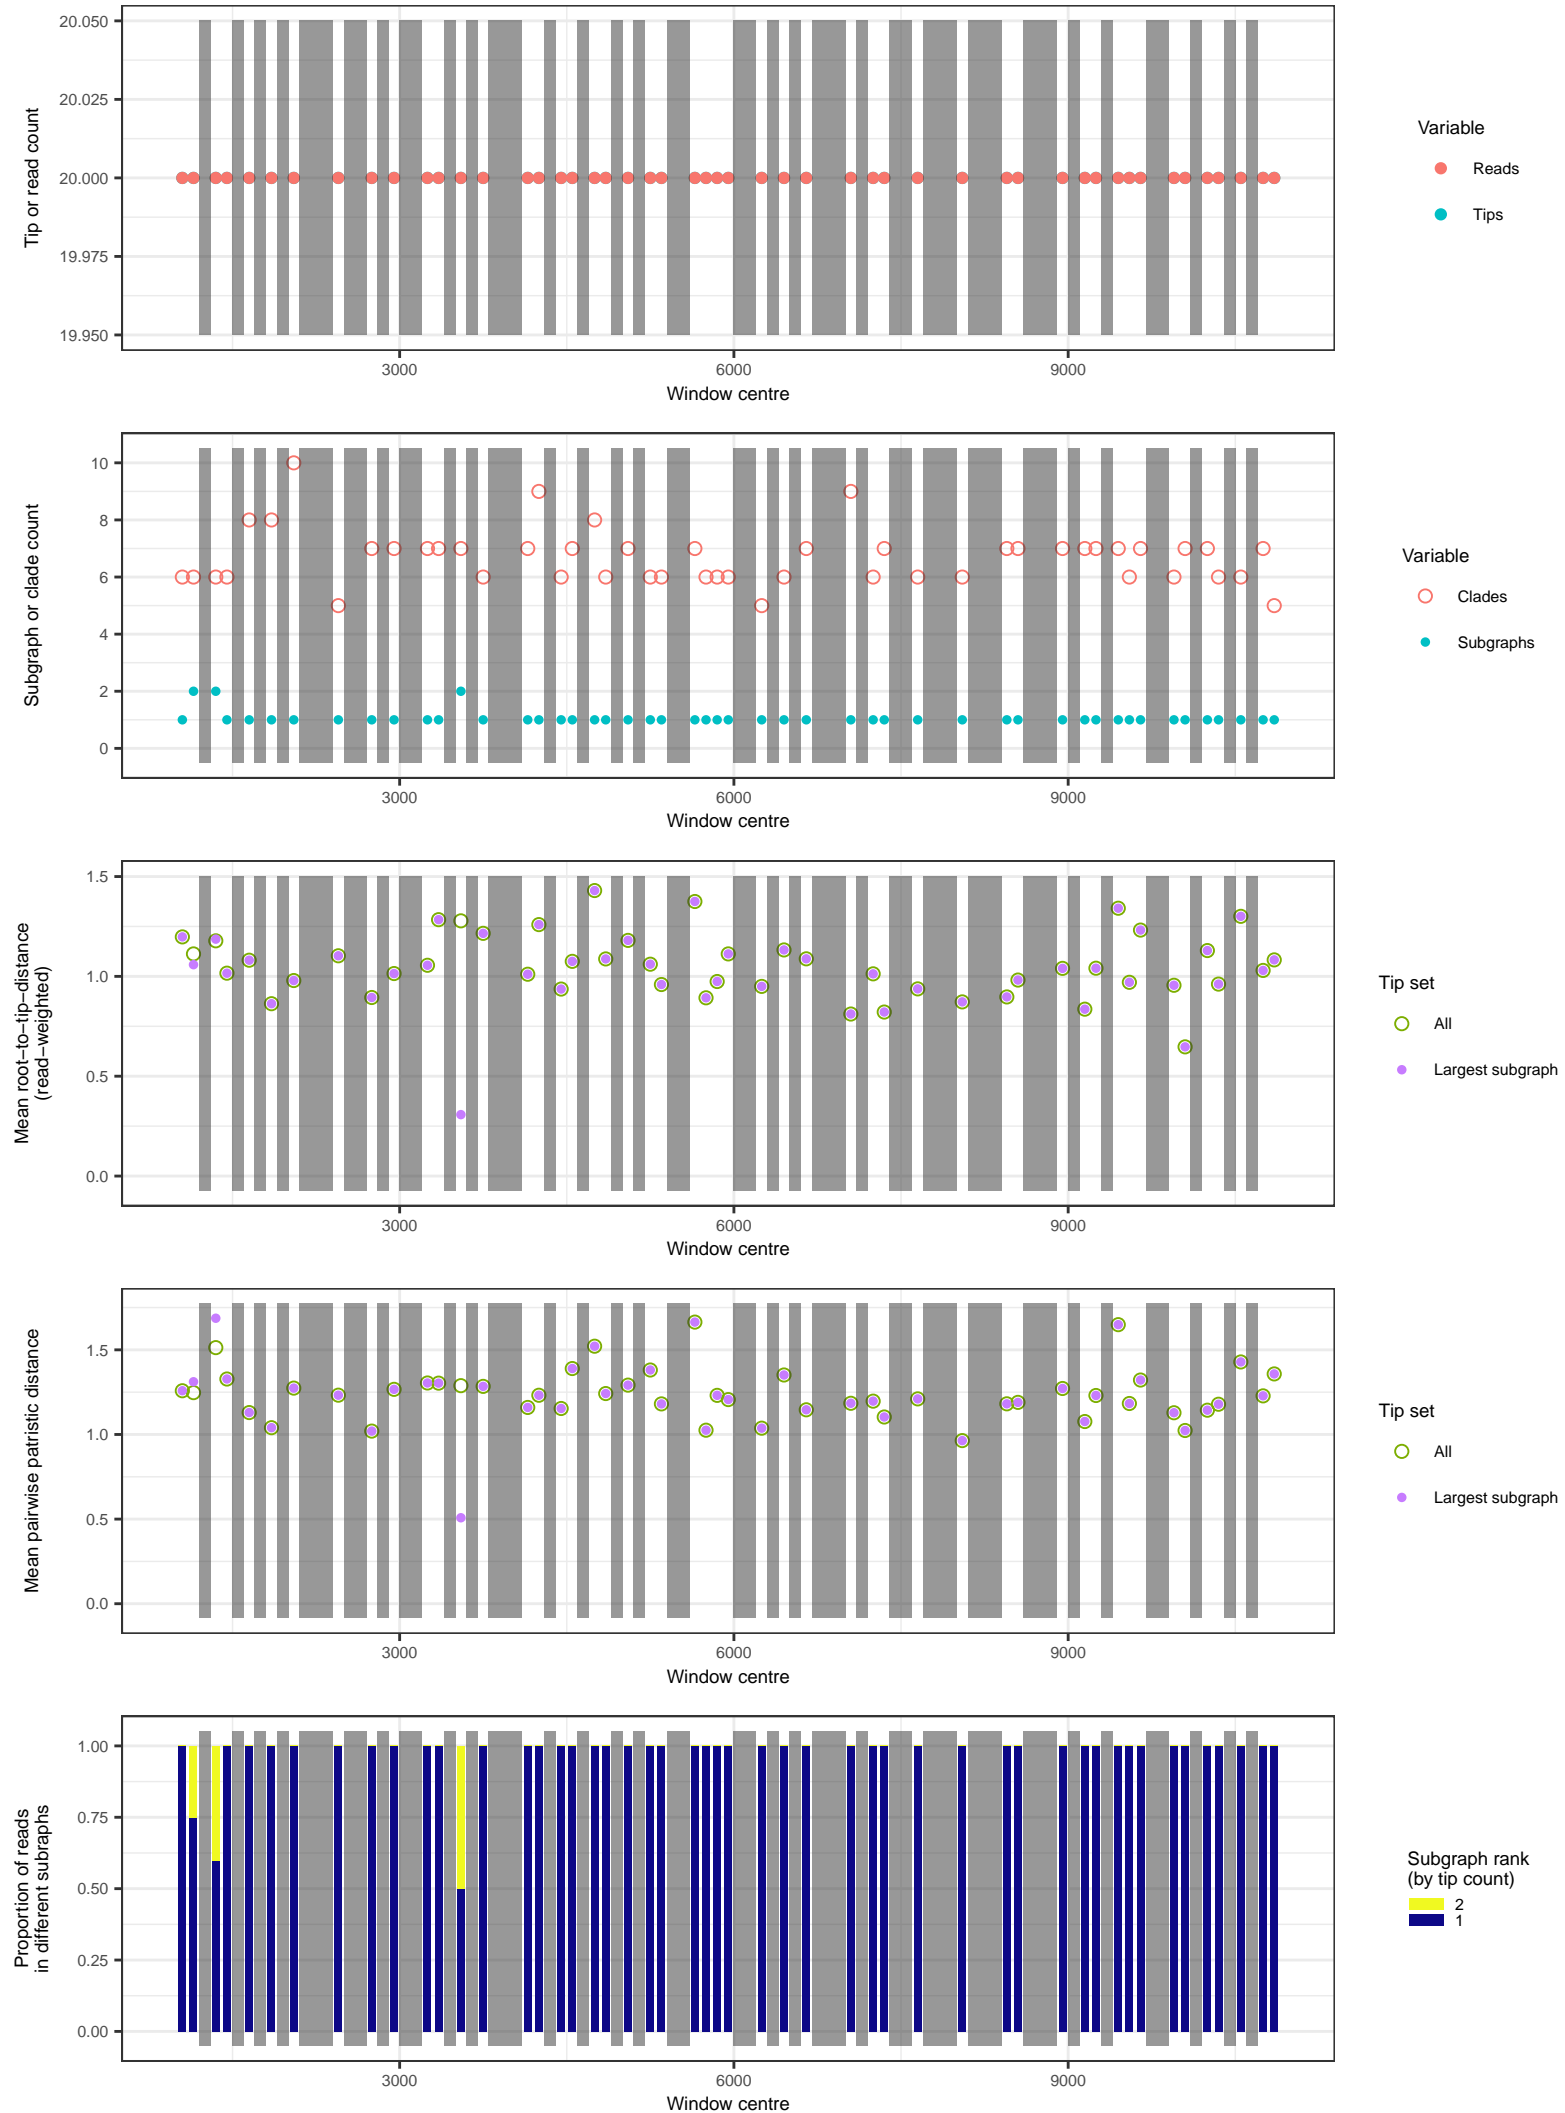 20.050
20.025
20.000
19.975
19.950
Tip or read count
3000 6000 9000
Window centre
Variable
Reads
Tips
10
8
6
4
2
0
Subgraph or clade count
3000 6000 9000
Window centre
Variable
Clades
Subgraphs
1.5
1.0
0.5
0.0
Mean root−to−tip−distance
(read−weighted)
3000 6000 9000
Window centre
Tip set
All
Largest subgraph
1.5
1.0
0.5
0.0
Mean pairwise patristic distance
3000 6000 9000
Window centre
Tip set
All
Largest subgraph
1.00
0.75
0.50
0.25
0.00
Proportion of reads
in different subraphs
3000 6000 9000
Window centre
Subgraph rank
(by tip count)
2
1